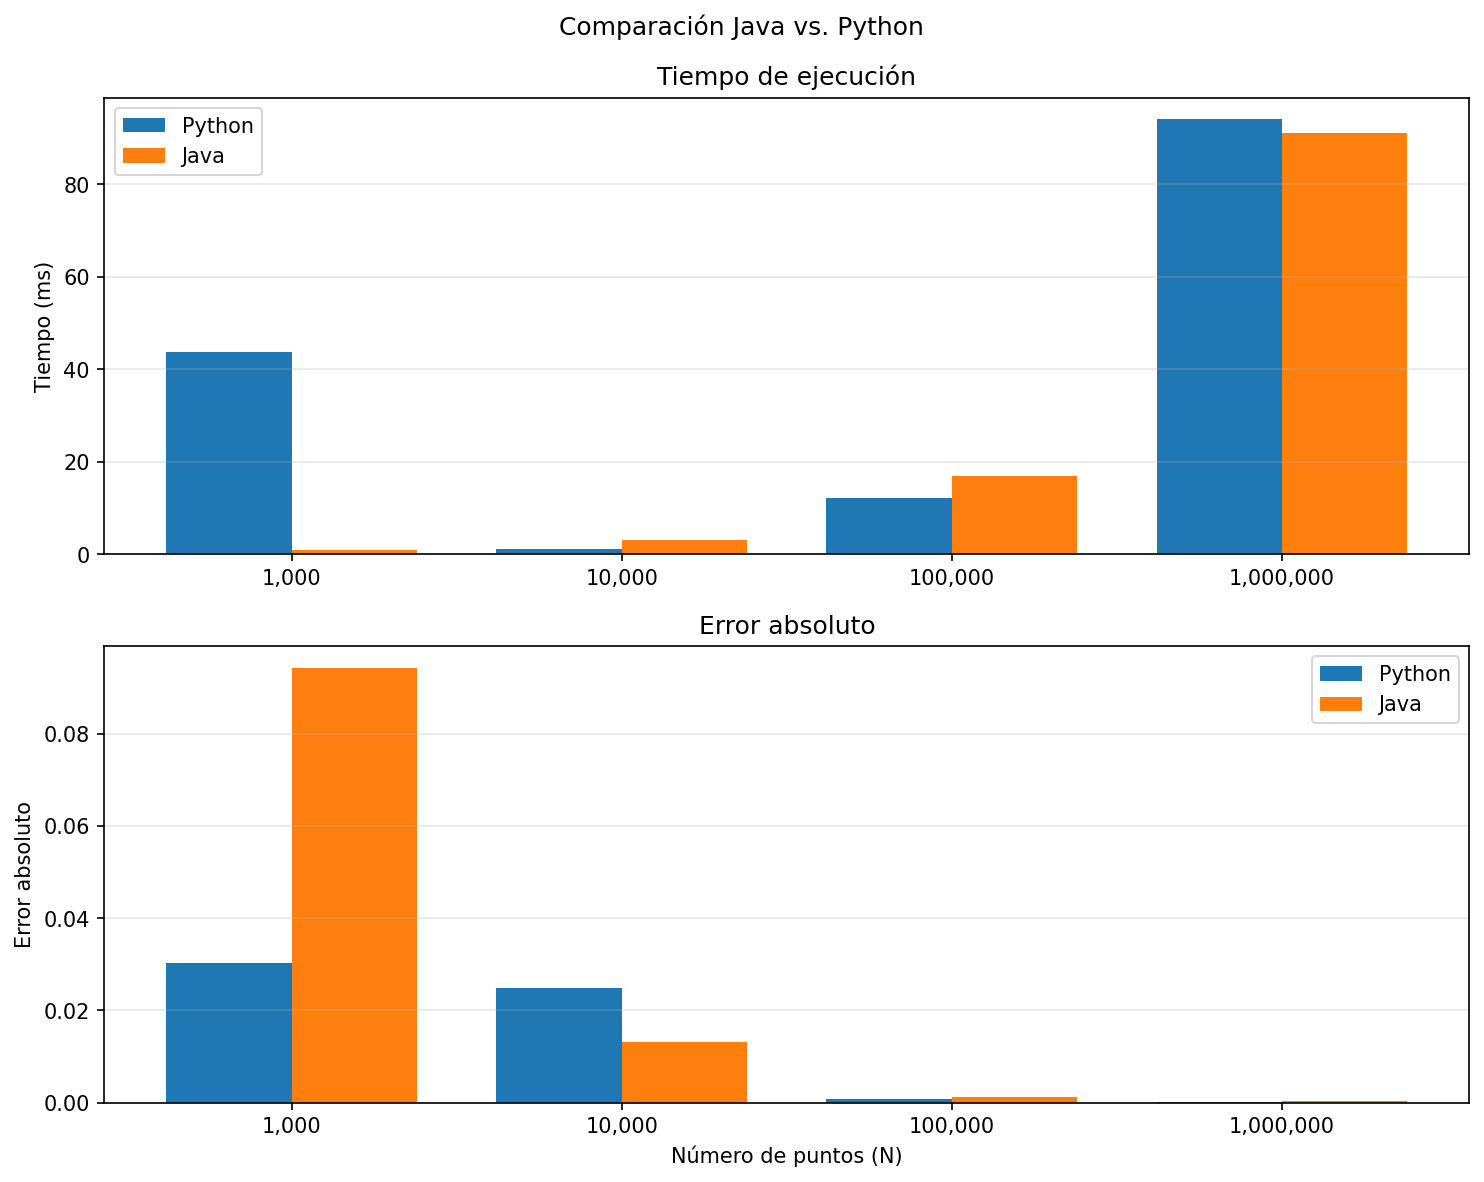 Comparación Java vs. Python
Tiempo de ejecución
Python
Java
Tiempo (ms)
80
60
40
20
0
1,000 10,000 100,000 1,000,000
Error absoluto
Python
Java
Error absoluto
0.08
0.06
0.04
0.02
0.00
1,000 10,000 100,000 1,000,000
Número de puntos (N)